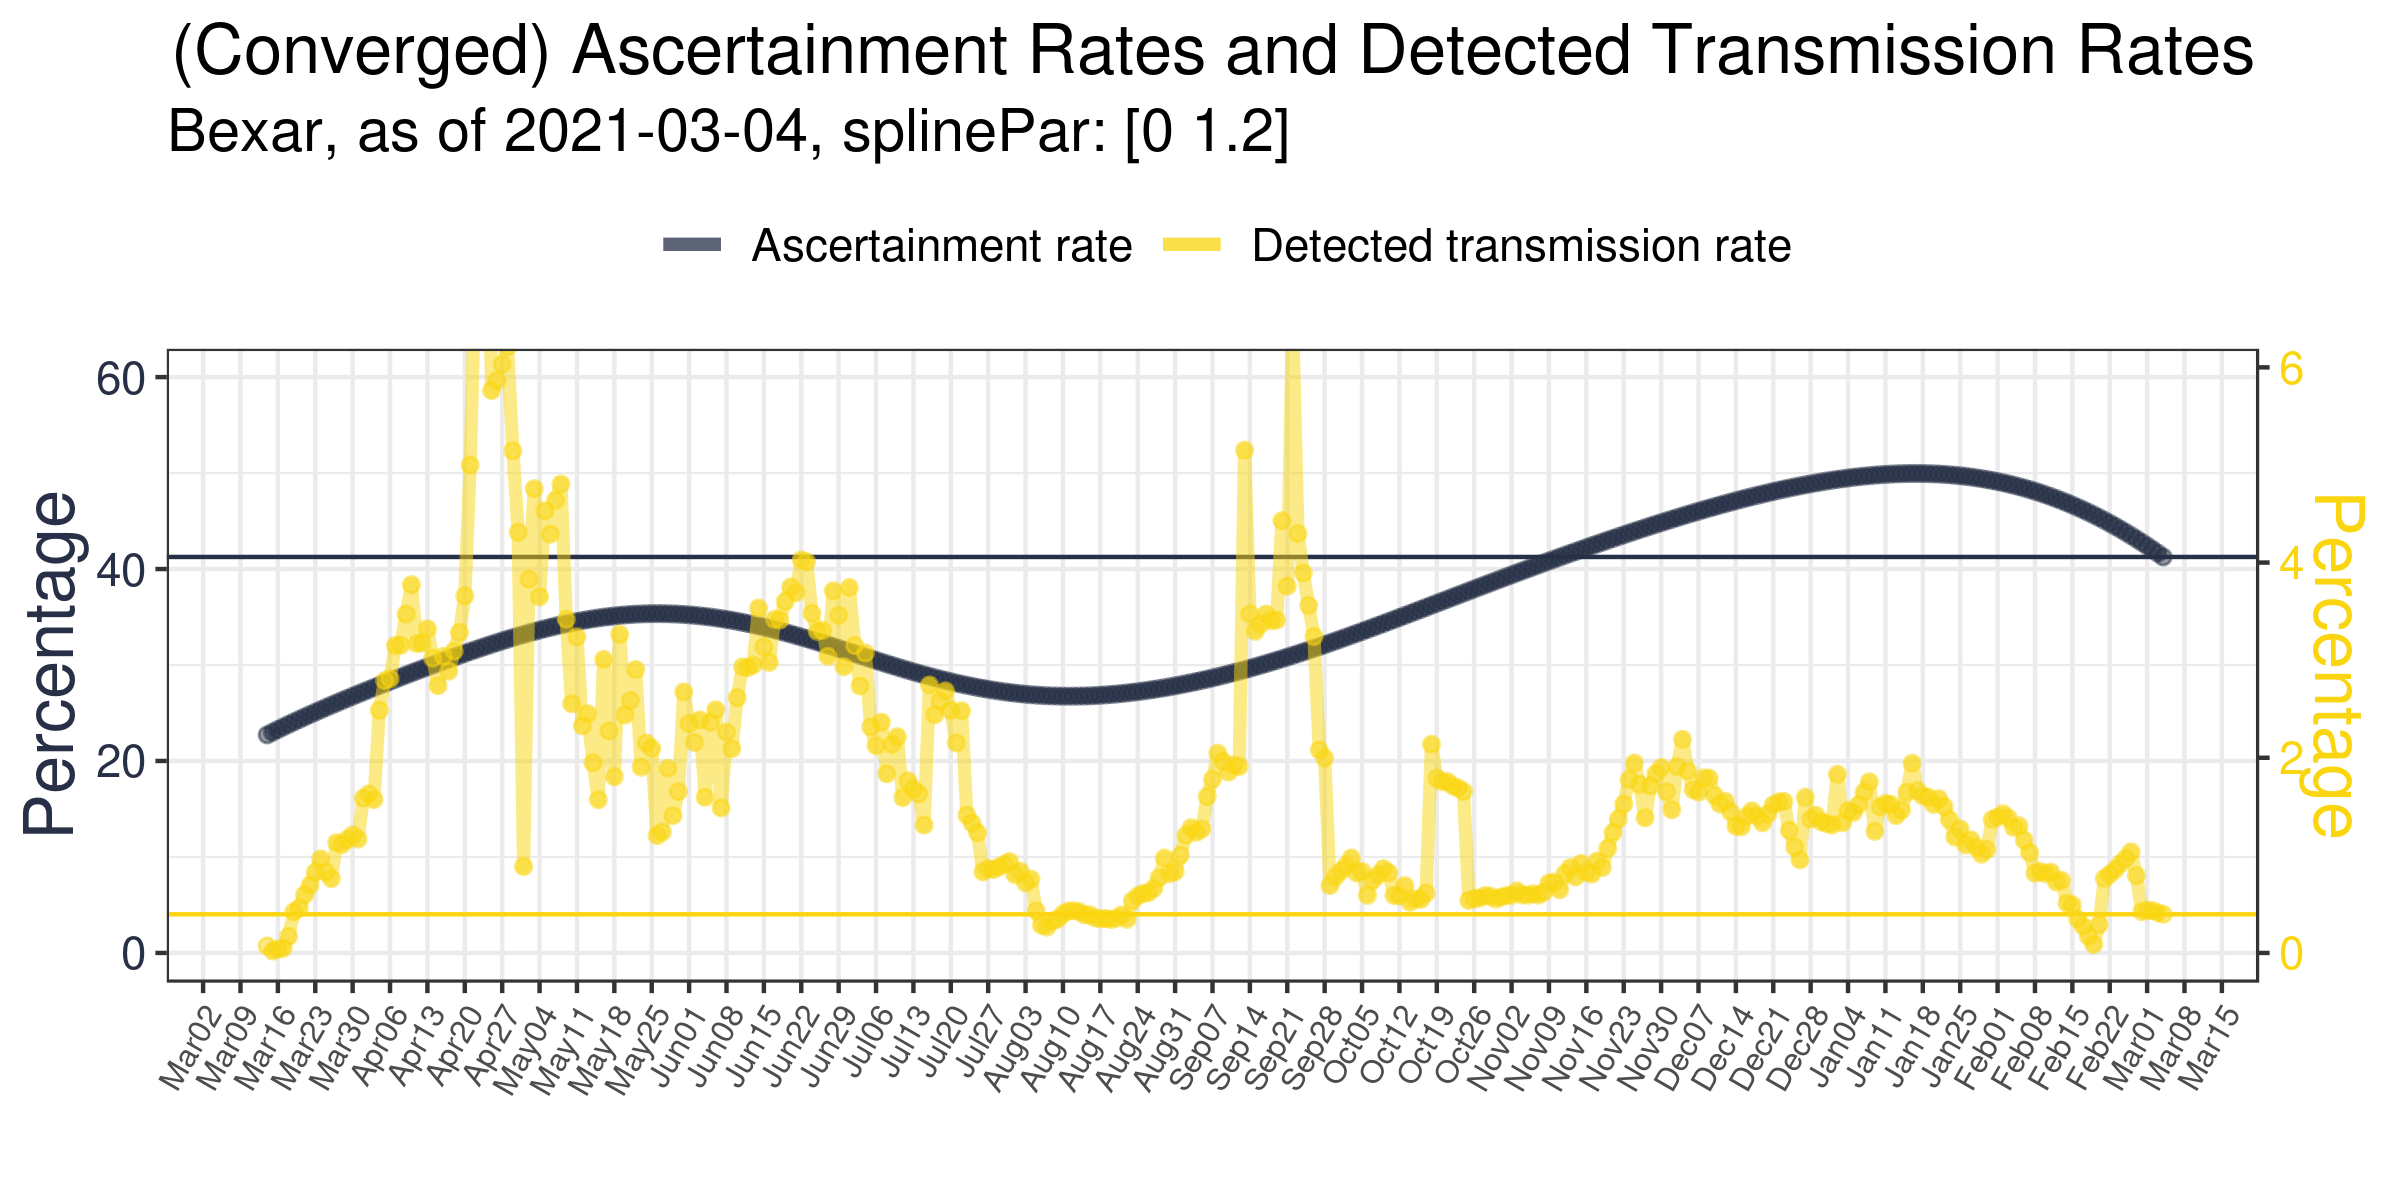 (Converged) Ascertainment Rates and Detected Transmission Rates
Bexar, as of 2021-03-04, splinePar: [0 1.2]
Ascertainment rate
Detected transmission rate
Percentage
60
40
20
0
6
4
2
0
Percentage
Mar02
Mar09
Mar16
Mar23
Mar30
Apr06
Apr13
Apr20
Apr27
May04
May11
May18
May25
Jun01
Jun08
Jun15
Jun22
Jun29
Jul06
Jul13
Jul20
Jul27
Aug03
Aug10
Aug17
Aug24
Aug31
Sep07
Sep14
Sep21
Sep28
Oct05
Oct12
Oct19
Oct26
Nov02
Nov09
Nov16
Nov23
Nov30
Dec07
Dec14
Dec21
Dec28
Jan04
Jan11
Jan18
Jan25
Feb01
Feb08
Feb15
Feb22
Mar01
Mar08
Mar15